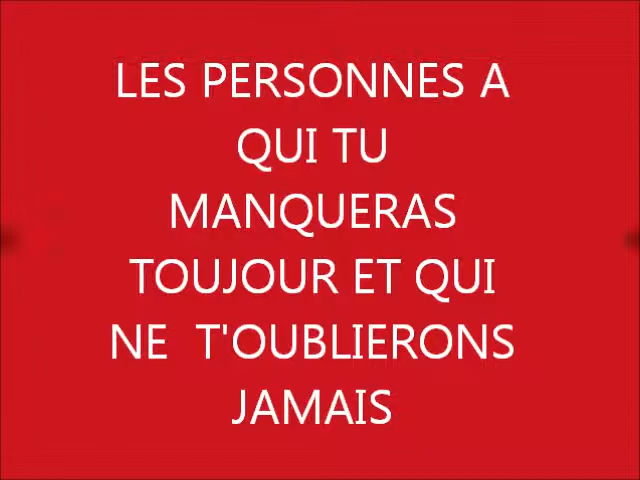 LES PERSONNES A
QUI TU
MANQUERAS
TOUJOUR ET QUI
NE T'OUBLIERONS
JAMAIS